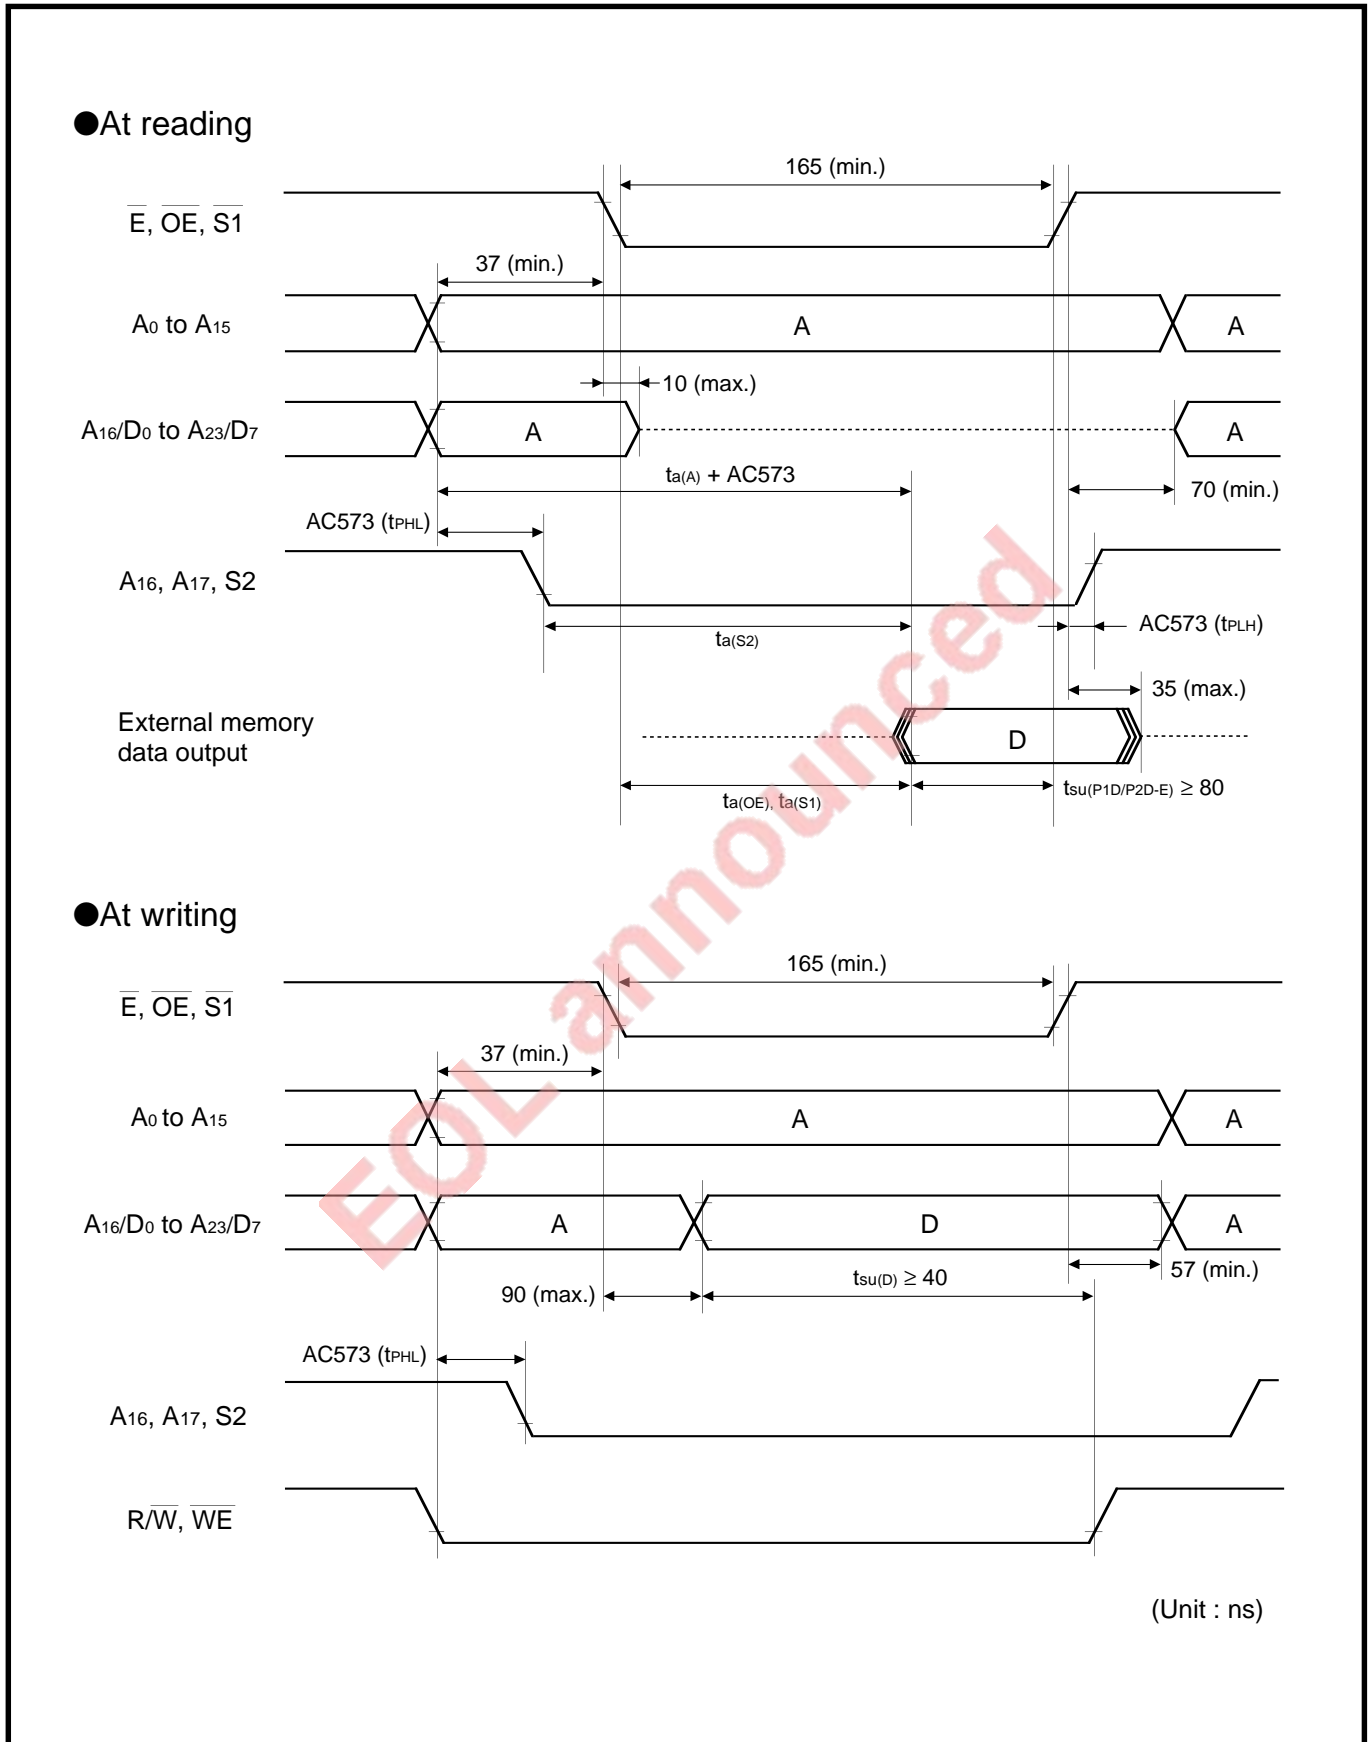 ●At reading
165 (min.)
E, OE, S1
37 (min.)
A0 to A15
A
A
10 (max.)
A16/D0 to A23/D7
A
A
ta(A) + AC573
70 (min.)
AC573 (tPHL)
A16, A17, S2
AC573 (tPLH)
ta(S2)
35 (max.)
External memory
data output
D
ta(OE), ta(S1)
tsu(P1D/P2D-E) ≥ 80
●At writing
165 (min.)
E, OE, S1
37 (min.)
A0 to A15
A
A
A16/D0 to A23/D7
A
D
A
57 (min.)
tsu(D) ≥ 40
90 (max.)
AC573 (tPHL)
A16, A17, S2
R/W, WE
(Unit : ns)
EOL announced